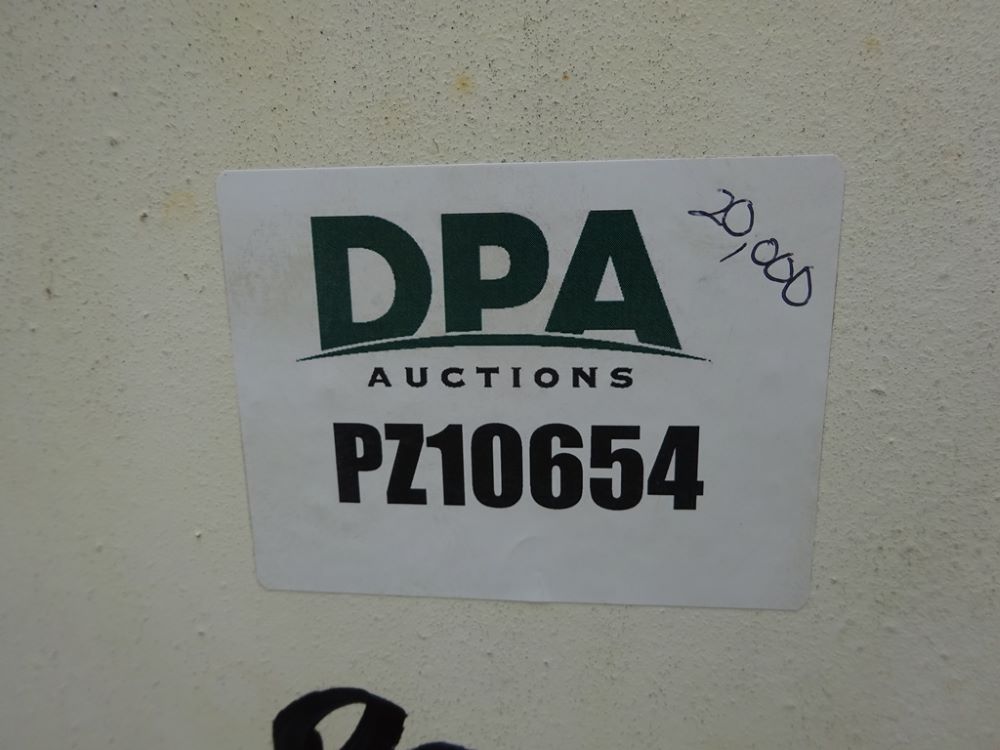 20,000
DPA
AUCTIONS
PZ10654